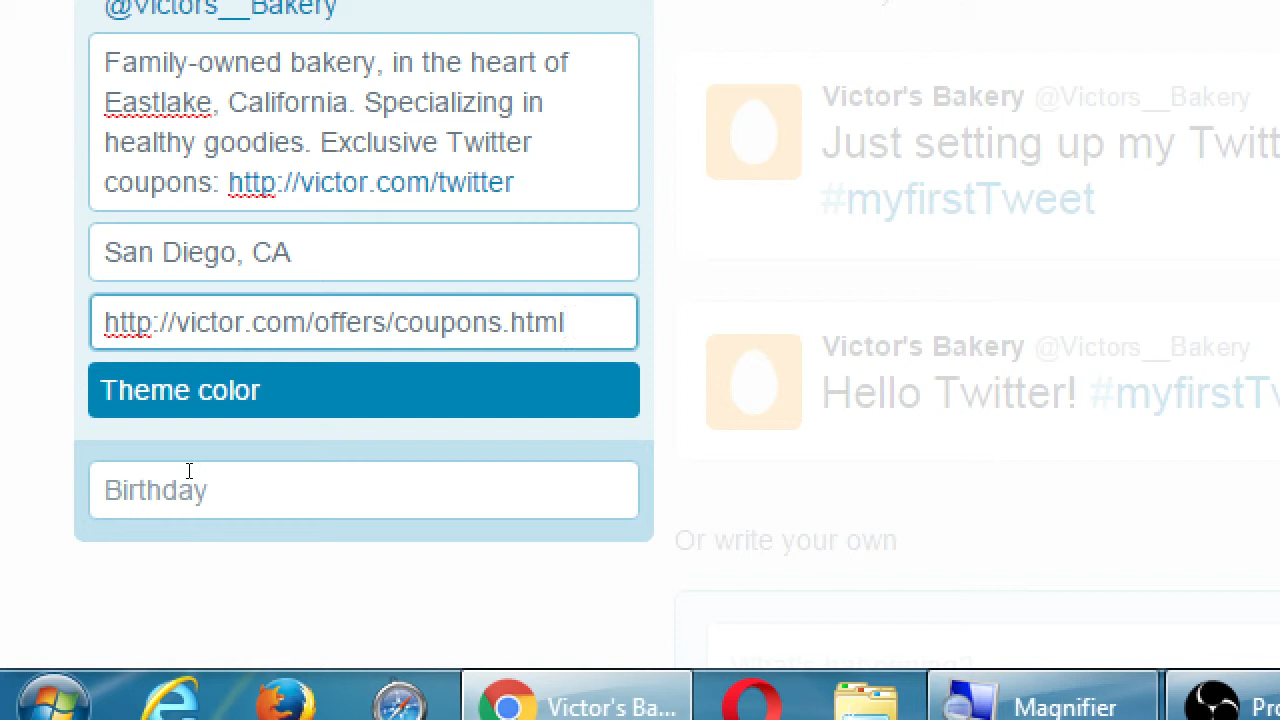 @Victors__Bakery
Family-owned bakery, in the heart of
Eastlake, California. Specializing in
healthy goodies. Exclusive Twitter
coupons: http://victor.com/twitter
San Diego, CA
http://victor.com/offers/coupons.html
Theme color
Birthday
Victor's Bakery @Victors__Bakery
Just setting up my Twitt
#myfirstTweet
Victor's Bakery @Victors__Bakery
Hello Twitter! #myfirstTv
Or write your own
Victor's Ba...
Magnifier
Pro